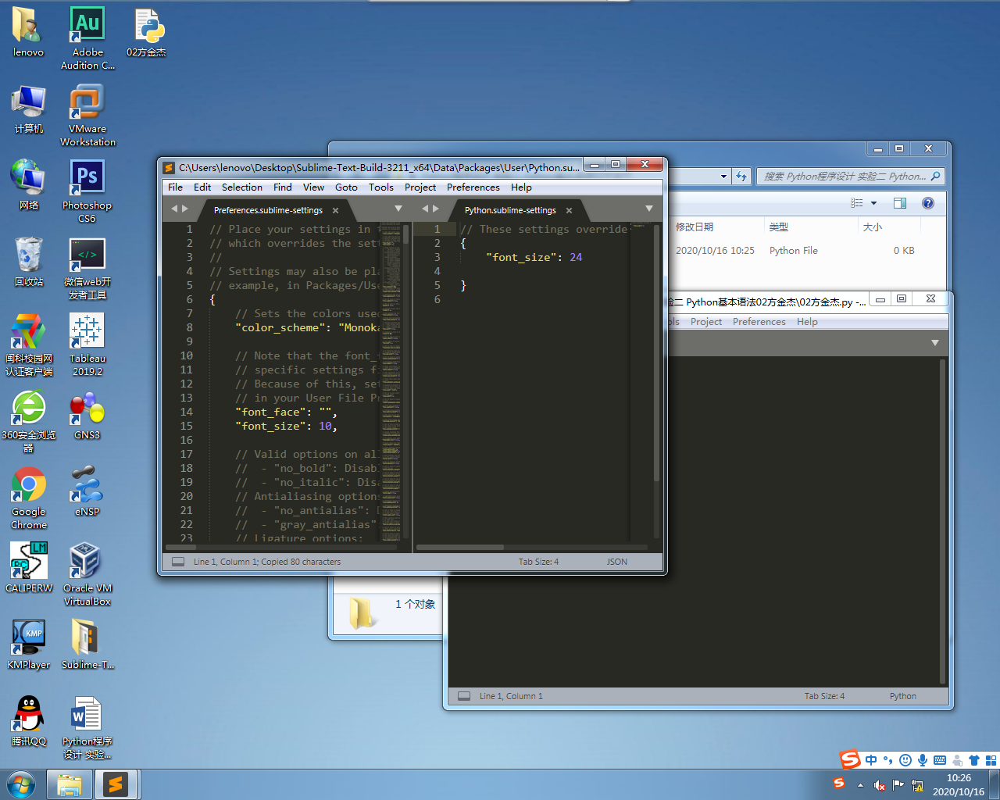 lenovo
Adobe
Audition C...
02方金杰
计算机
VMware
Workstation
网络
Photoshop
CS6
回收站
微信web开
发者工具
闽科校园网
认证客户端
Tableau
2019.2
360安全浏览
器
GNS3
Google
Chrome
eNSP
CALIPERW
Oracle VM
VirtualBox
KMPlayer
Sublime-T...
腾讯QQ
Python程序
设计 实验...
搜索 Python程序设计 实验二 Python...
修改日期 类型 大小
2020/10/16 10:25 Python File 0 KB
1 个对象
C:\Users\lenovo\Desktop\Sublime-Text-Build-3211_x64\Data\Packages\User\Python.su...
File Edit Selection Find View Goto Tools Project Preferences Help
Preferences.sublime-settings
1 // Place your settings in
2 // which overrides the set
3 //
4 // Settings may also be pl
5 // example, in Packages/Use
6 {
7 // Sets the colors used
8 "color_scheme": "Monoka
9
10 // Note that the font_
11 // specific settings f
12 // Because of this, set
13 // in your User File Pr
14 "font_face": "",
15 "font_size": 10,
16
17 // Valid options on all
18 // - "no_bold": Disab
19 // - "no_italic": Disa
20 // Antialiasing options
21 // - "no_antialias":
22 // - "gray_antialias"
23 // Ligature options:
Python.sublime-settings
1 // These settings override
2 {
3 "font_size": 24
4
5 }
6
Line 1, Column 1; Copied 80 characters Tab Size: 4 JSON
验二 Python基本语法02方金杰\02方金杰.py -...
ols Project Preferences Help
Line 1, Column 1 Tab Size: 4 Python
中
10:26
2020/10/16